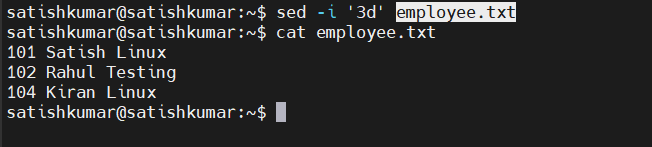 satishkumar@satishkumar:~$ sed -i '3d' employee.txt
satishkumar@satishkumar:~$ cat employee.txt
101 Satish Linux
102 Rahul Testing
104 Kiran Linux
satishkumar@satishkumar:~$